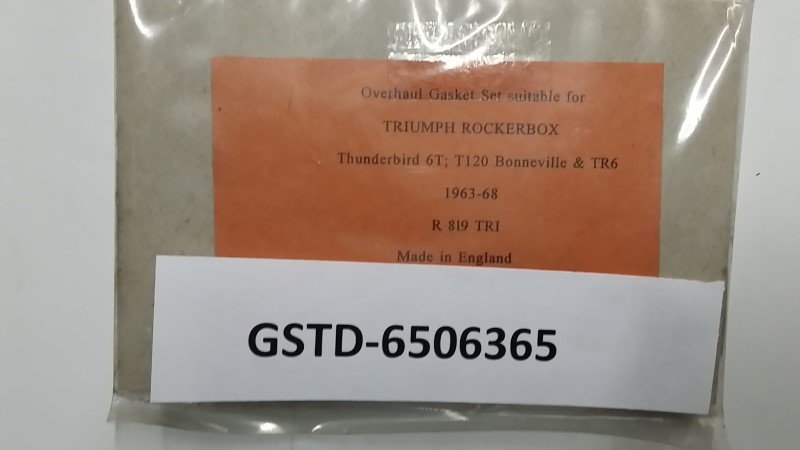 Overhaul Gasket Set suitable for
TRIUMPH ROCKERBOX
Thunderbird 6T; T120 Bonneville & TR6
1963-68
R 819 TRI
Made in England
GSTD-6506365